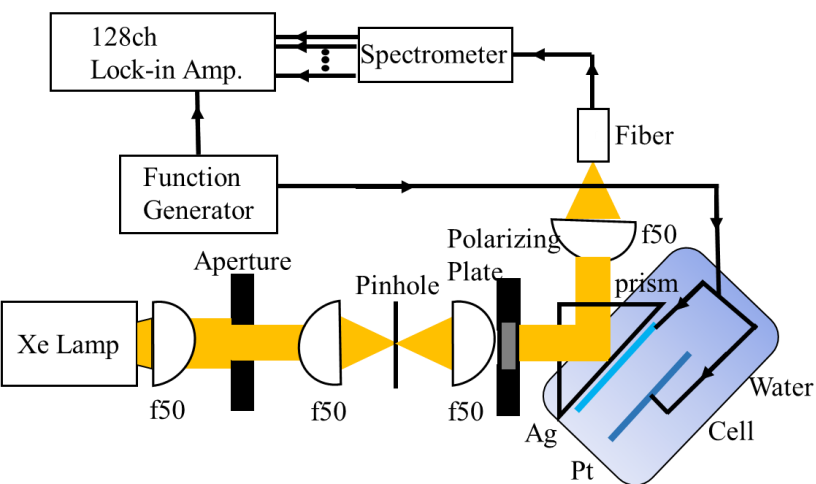 128ch
Lock-in Amp.
Spectrometer
Fiber
Function
Generator
f50
Polarizing
Plate
Aperture
Pinhole
prism
Xe Lamp
f50
f50
f50
Water
Cell
Ag
Pt